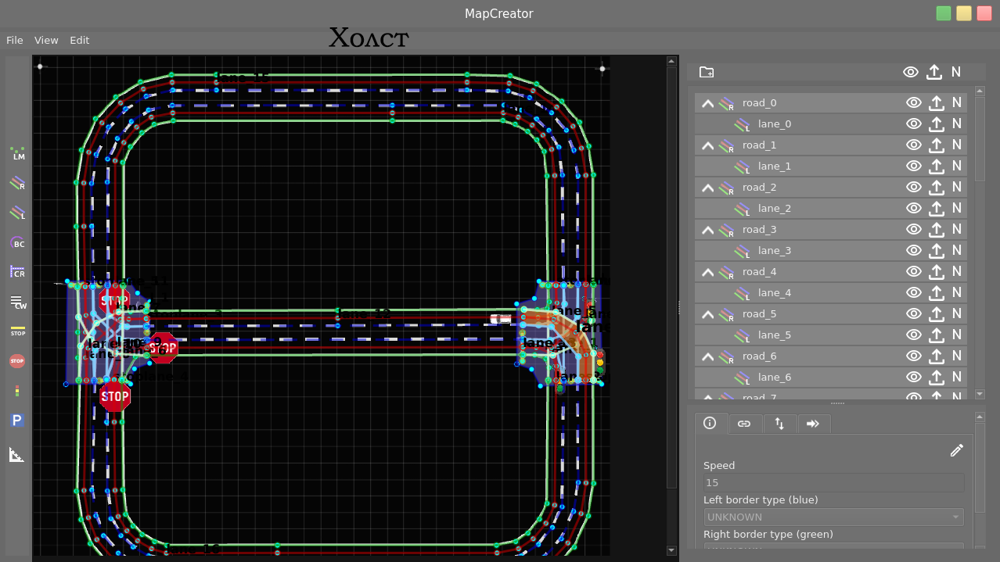 MapCreator
File View Edit
Холст
LM
R
L
BC
CR
CW
STOP
STOP
P
STOP
STOP
STOP
N
road_0 N
lane_0 N
road_1 N
lane_1 N
road_2 N
lane_2 N
road_3 N
lane_3 N
road_4 N
lane_4 N
road_5 N
lane_5 N
road_6 N
lane_6 N
road_7 N
Speed
15
Left border type (blue)
UNKNOWN
Right border type (green)